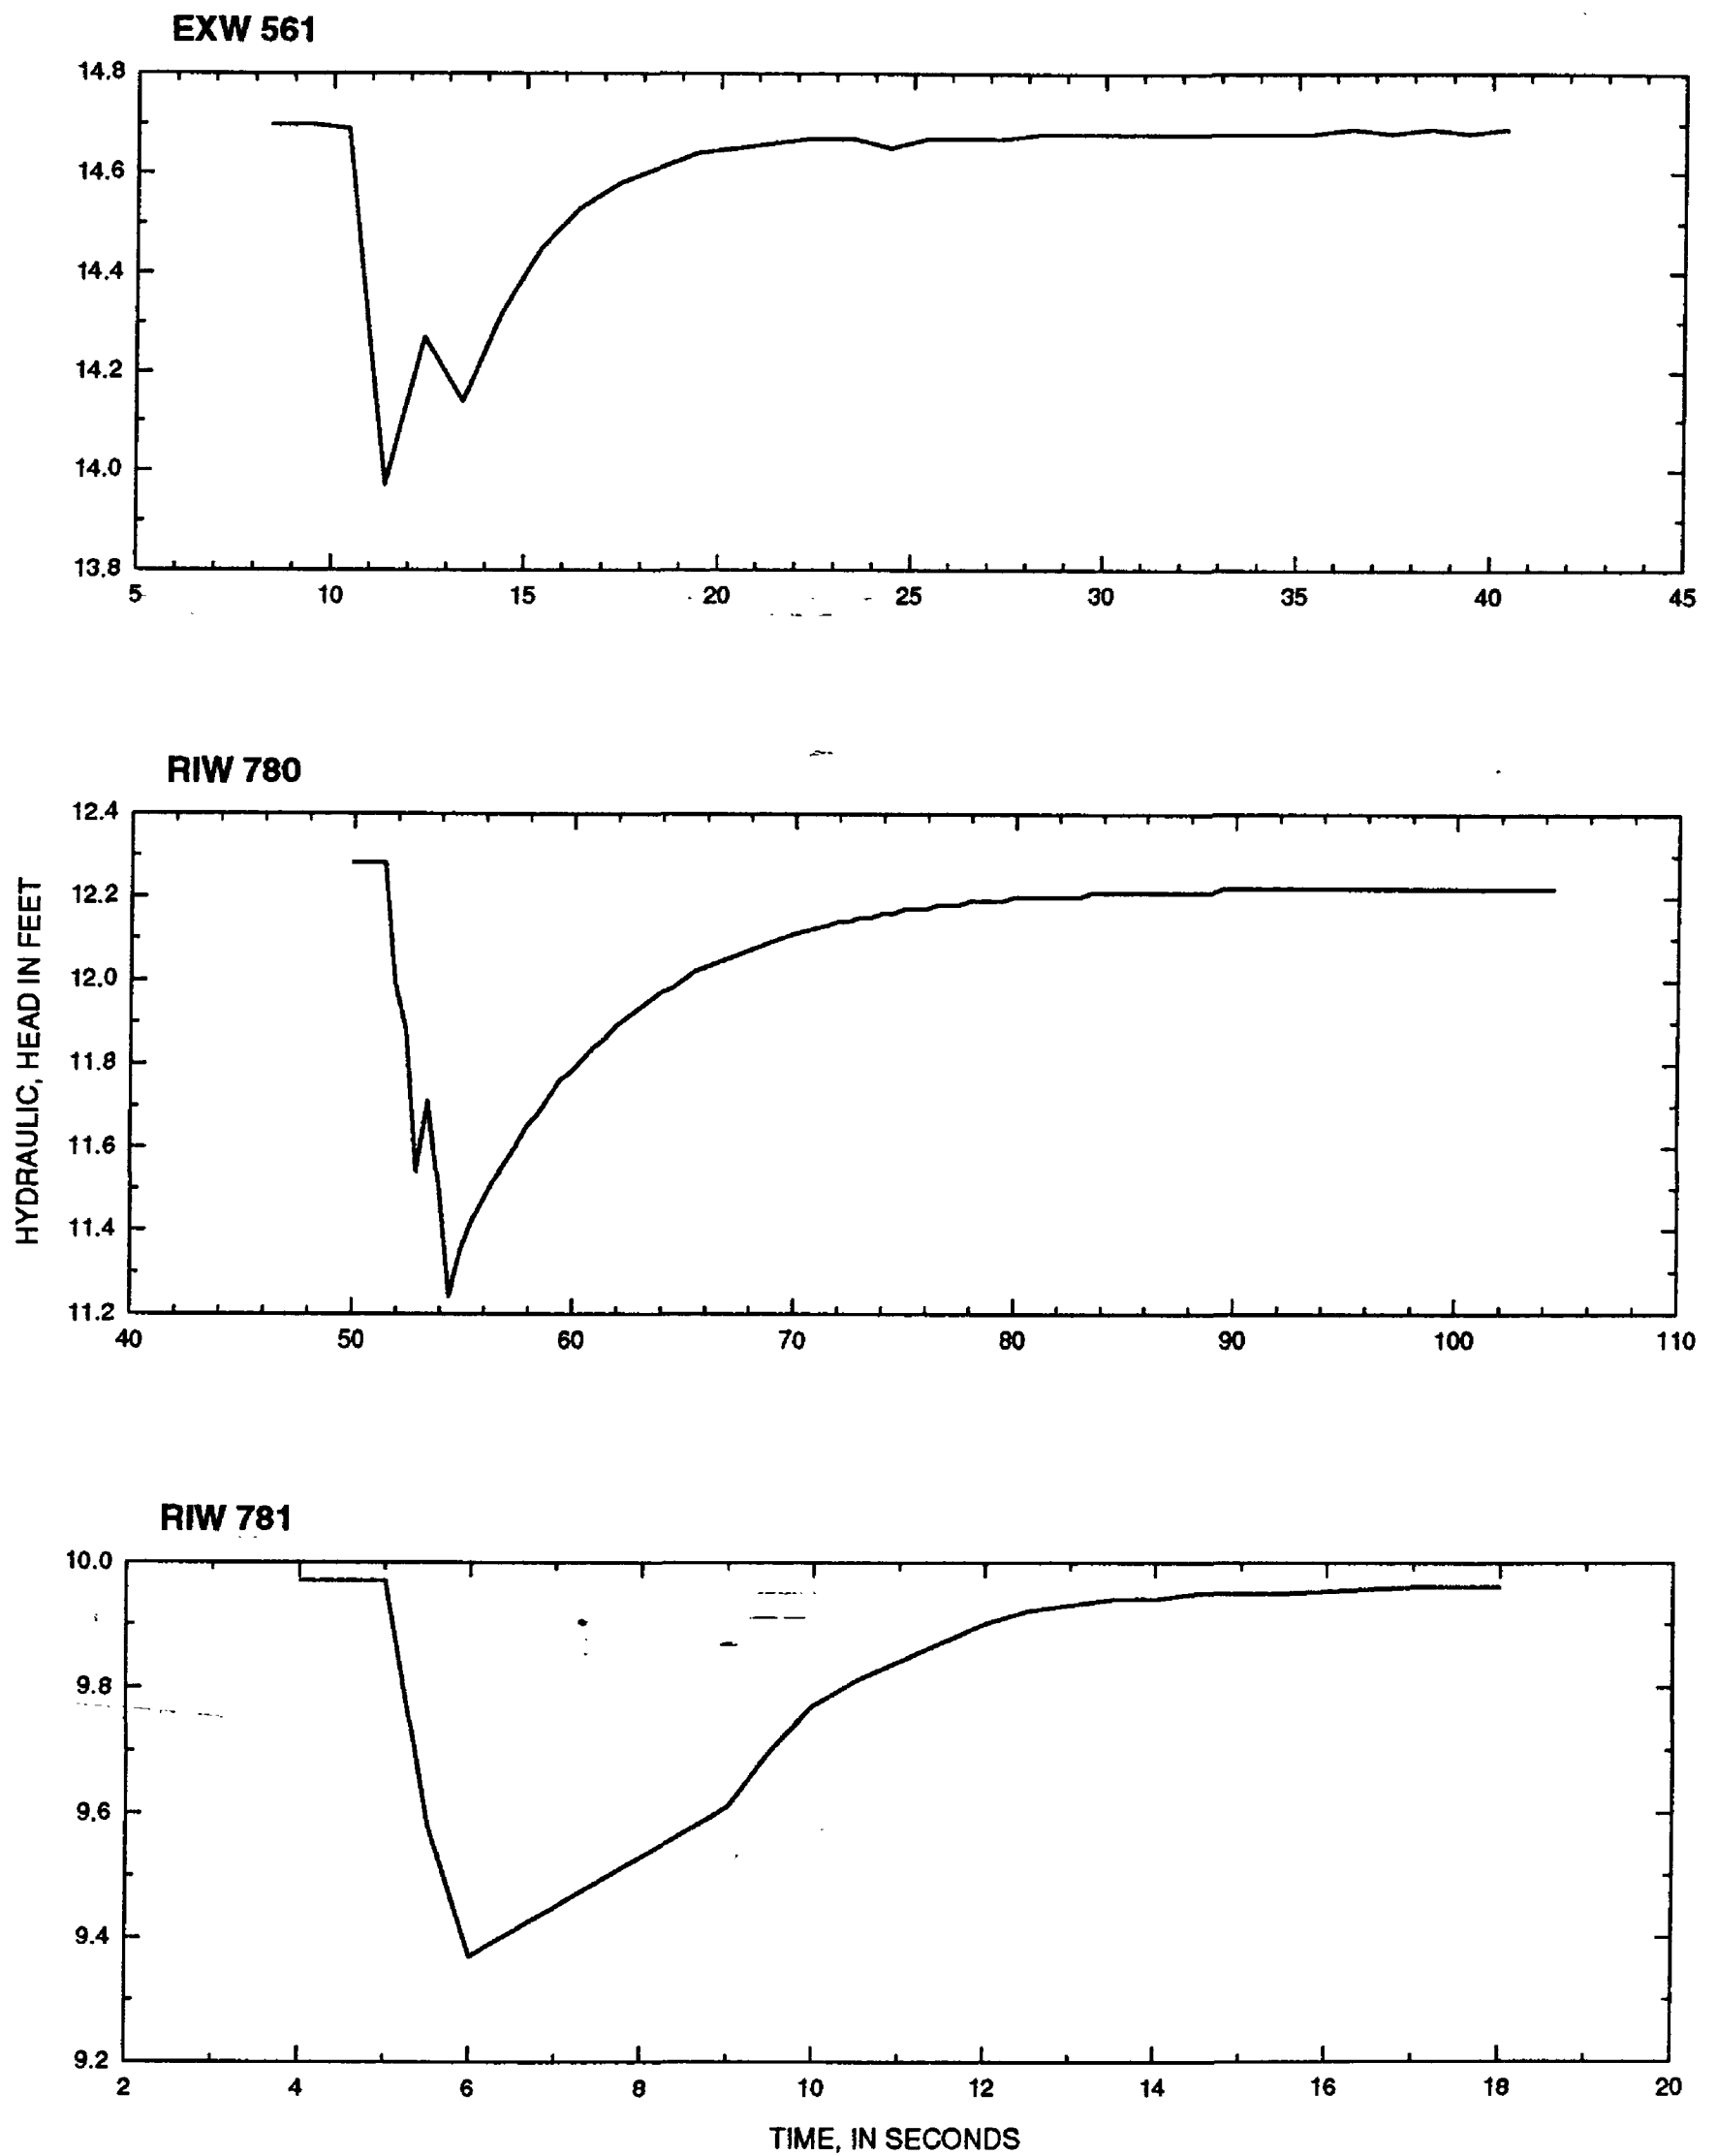 EXW 561
14.8
14.6
14.4
14.2
14.0
13.8
5 10 15 20 25 30 35 40 45
RIW 780
HYDRAULIC, HEAD IN FEET
12.4
12.2
12.0
11.8
11.6
11.4
11.2
40 50 60 70 80 90 100 110
RIW 781
10.0
9.8
9.6
9.4
9.2
2 4 6 8 10 12 14 16 18 20
TIME, IN SECONDS